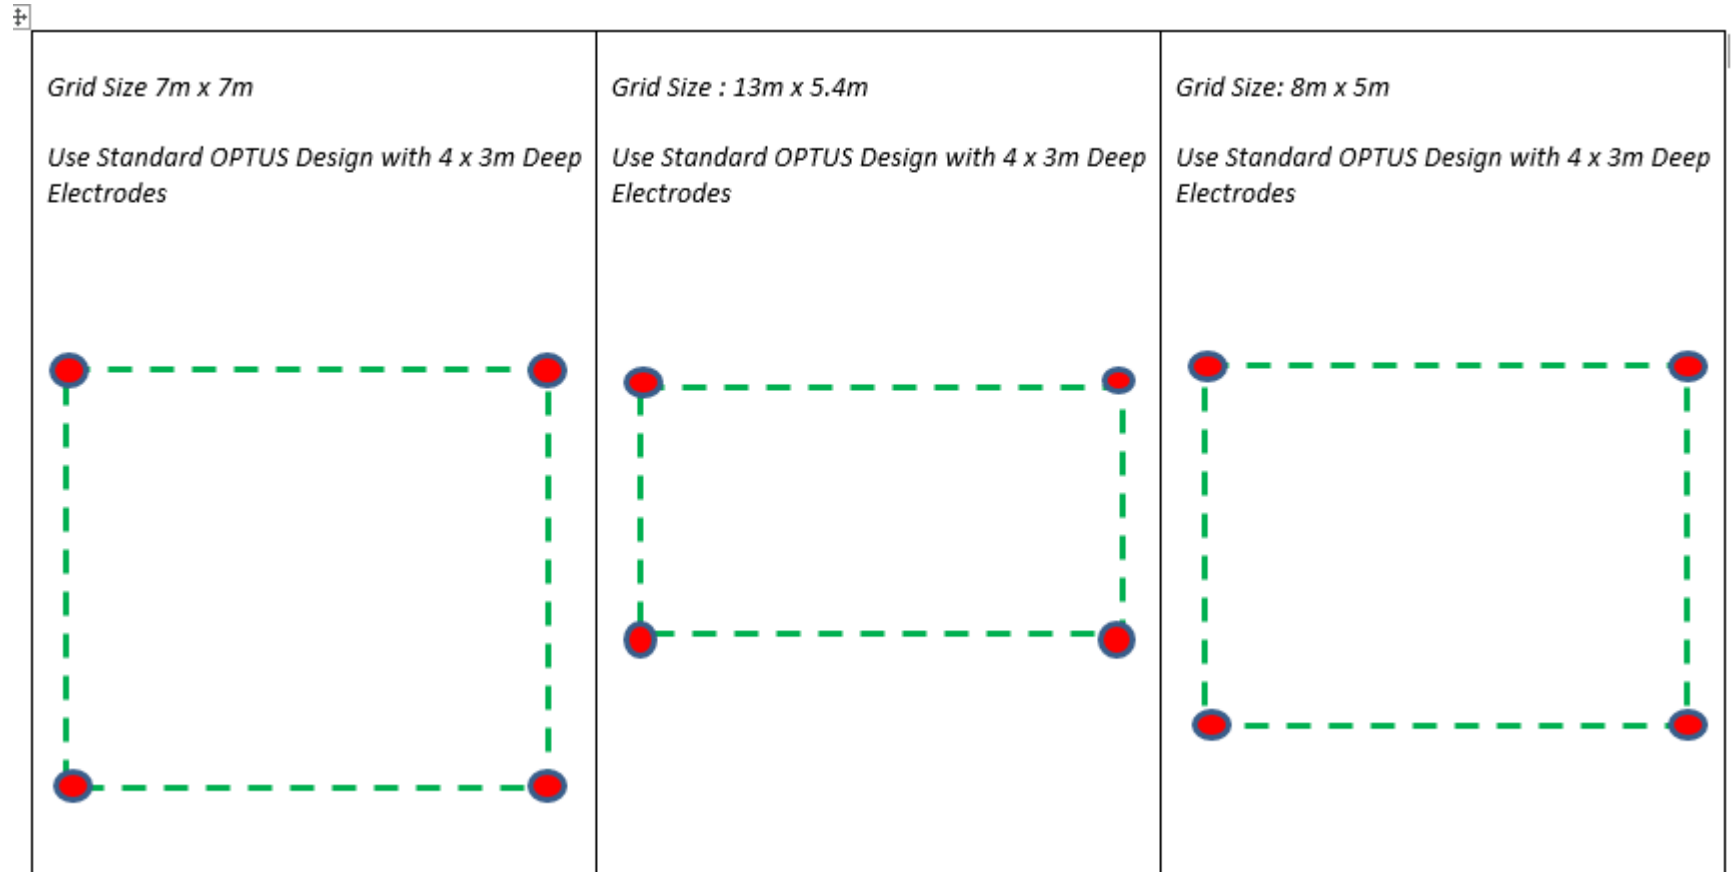 Grid Size 7m x 7m
Use Standard OPTUS Design with 4 x 3m Deep
Electrodes
Grid Size : 13m x 5.4m
Use Standard OPTUS Design with 4 x 3m Deep
Electrodes
Grid Size: 8m x 5m
Use Standard OPTUS Design with 4 x 3m Deep
Electrodes